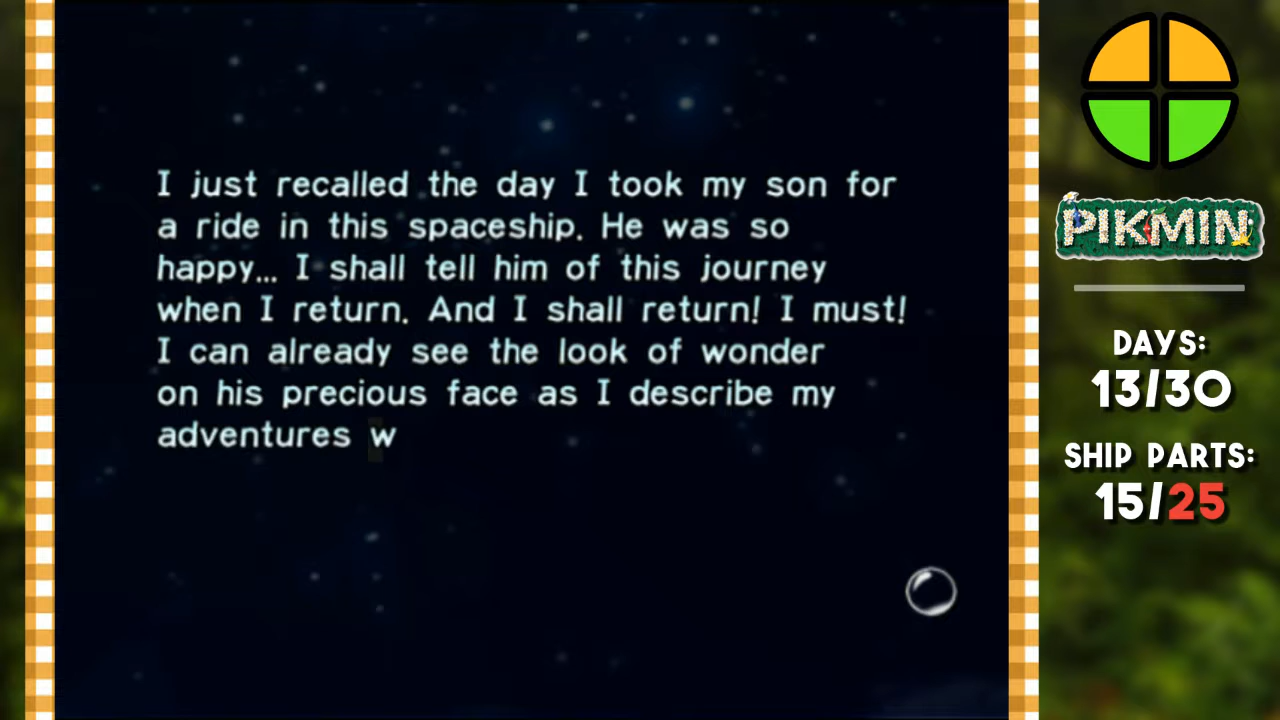 I just recalled the day I took my son for
a ride in this spaceship. He was so
happy... I shall tell him of this journey
when I return. And I shall return! I must!
I can already see the look of wonder
on his precious face as I describe my
adventures w
PIKMIN
DAYS:
13/30
SHIP PARTS:
15/25